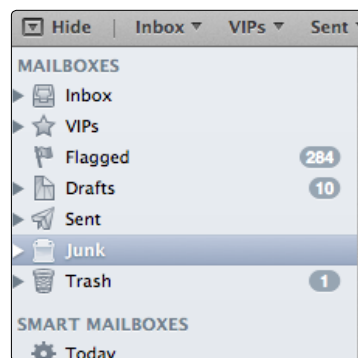 Hide | Inbox ▼ VIPs ▼ Sent
MAILBOXES
Inbox
VIPs
Flagged 284
Drafts 10
Sent
Junk
Trash 1
SMART MAILBOXES
Today